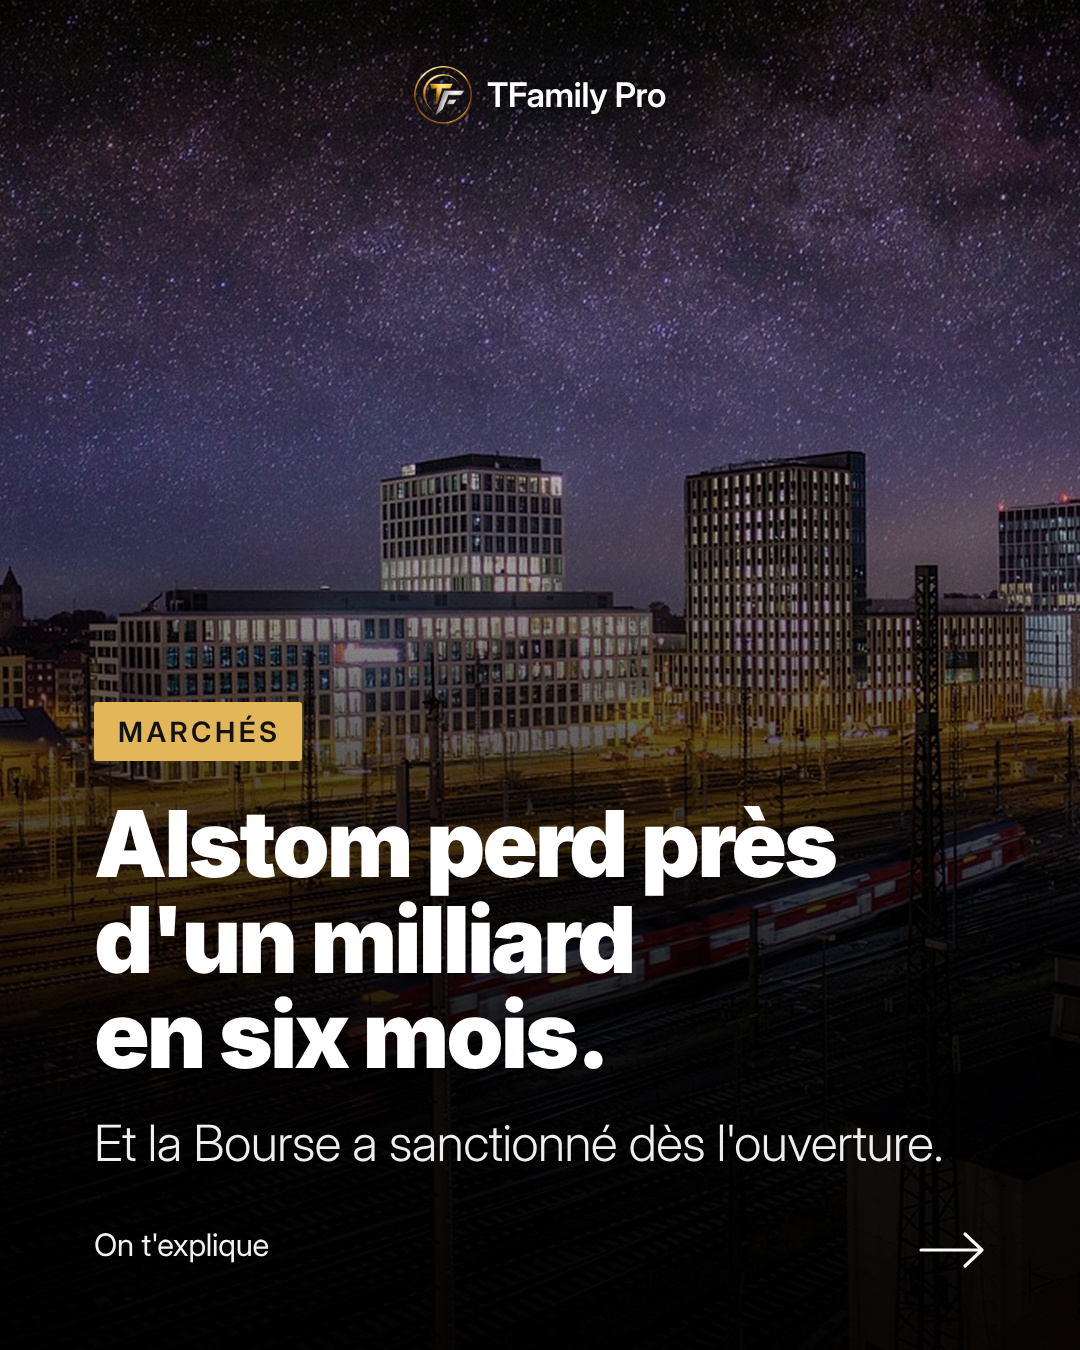 TFamily Pro
MARCHÉS
Alstom perd près
d'un milliard
en six mois.
Et la Bourse a sanctionné dès l'ouverture.
On t'explique